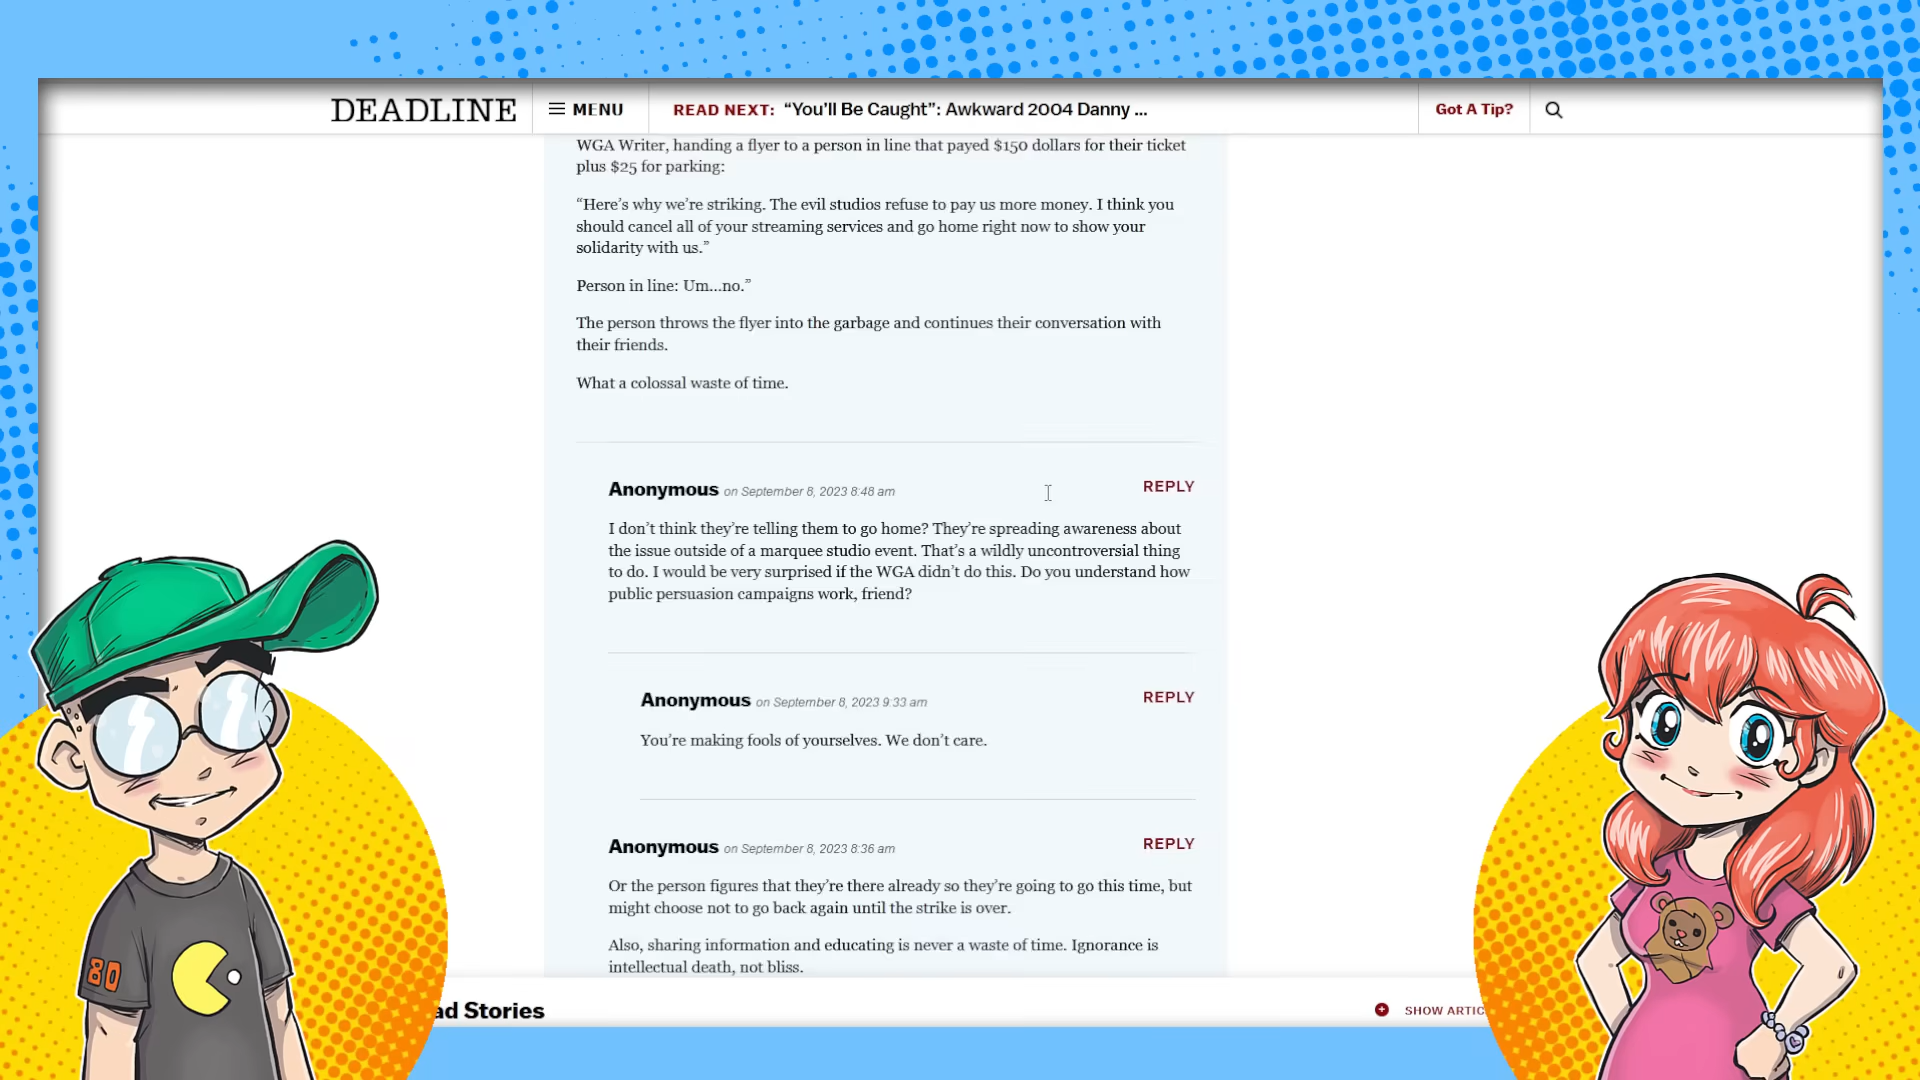 DEADLINE
MENU
READ NEXT: “You’ll Be Caught”: Awkward 2004 Danny ...
Got A Tip?
WGA Writer, handing a flyer to a person in line that payed $150 dollars for their ticket
plus $25 for parking:
“Here’s why we’re striking. The evil studios refuse to pay us more money. I think you
should cancel all of your streaming services and go home right now to show your
solidarity with us.”
Person in line: Um…no.”
The person throws the flyer into the garbage and continues their conversation with
their friends.
What a colossal waste of time.
Anonymous on September 8, 2023 8:48 am
REPLY
I don’t think they’re telling them to go home? They’re spreading awareness about
the issue outside of a marquee studio event. That’s a wildly uncontroversial thing
to do. I would be very surprised if the WGA didn’t do this. Do you understand how
public persuasion campaigns work, friend?
Anonymous on September 8, 2023 9:33 am
REPLY
You’re making fools of yourselves. We don’t care.
Anonymous on September 8, 2023 8:36 am
REPLY
Or the person figures that they’re there already so they’re going to go this time, but
might choose not to go back again until the strike is over.
Also, sharing information and educating is never a waste of time. Ignorance is
intellectual death, not bliss.
80
ad Stories
SHOW ARTIC